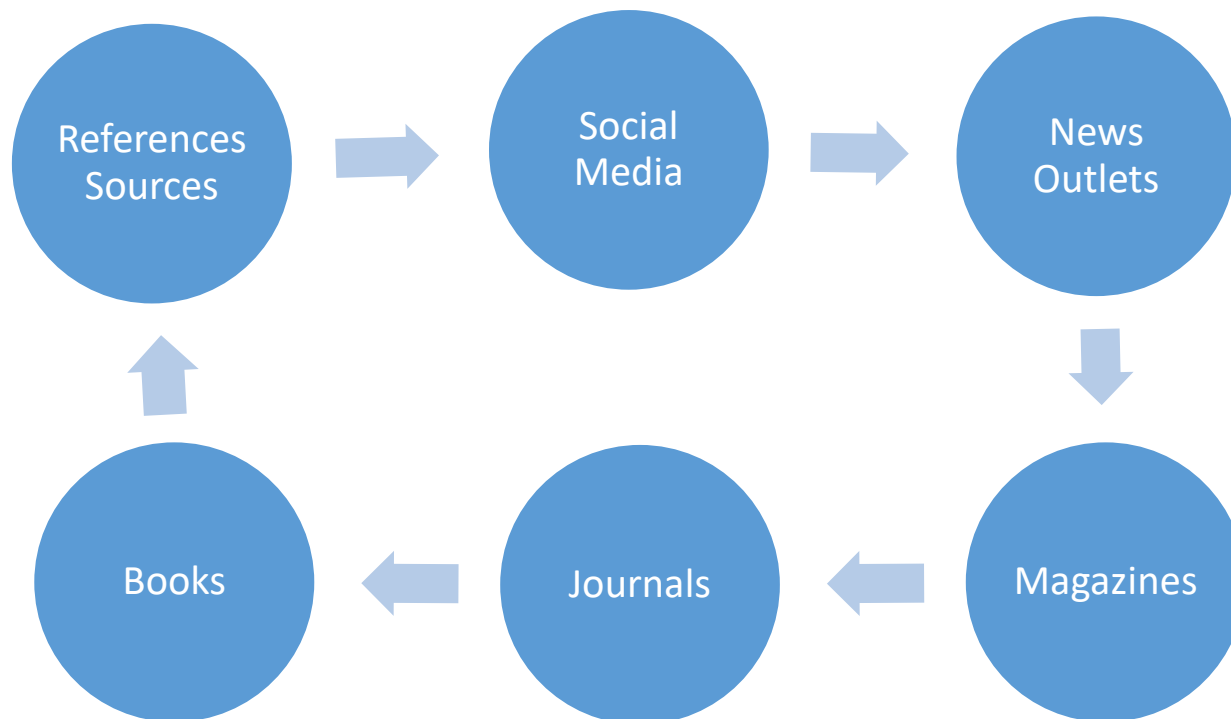 References
Sources
Social
Media
News
Outlets
Books
Journals
Magazines